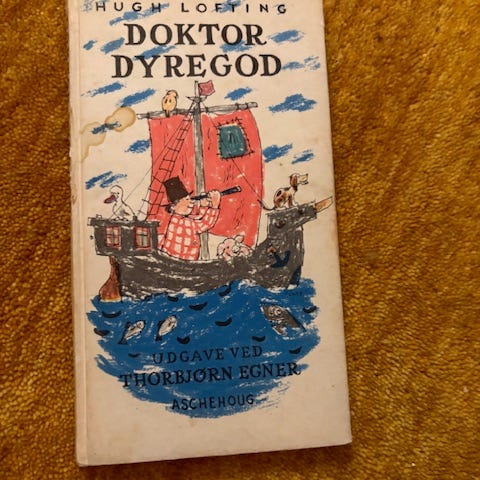 HUGH LOFTING
DOKTOR
DYREGOD
UDGAVE VED
THORBJØRN EGNER
ASCHEHOUG